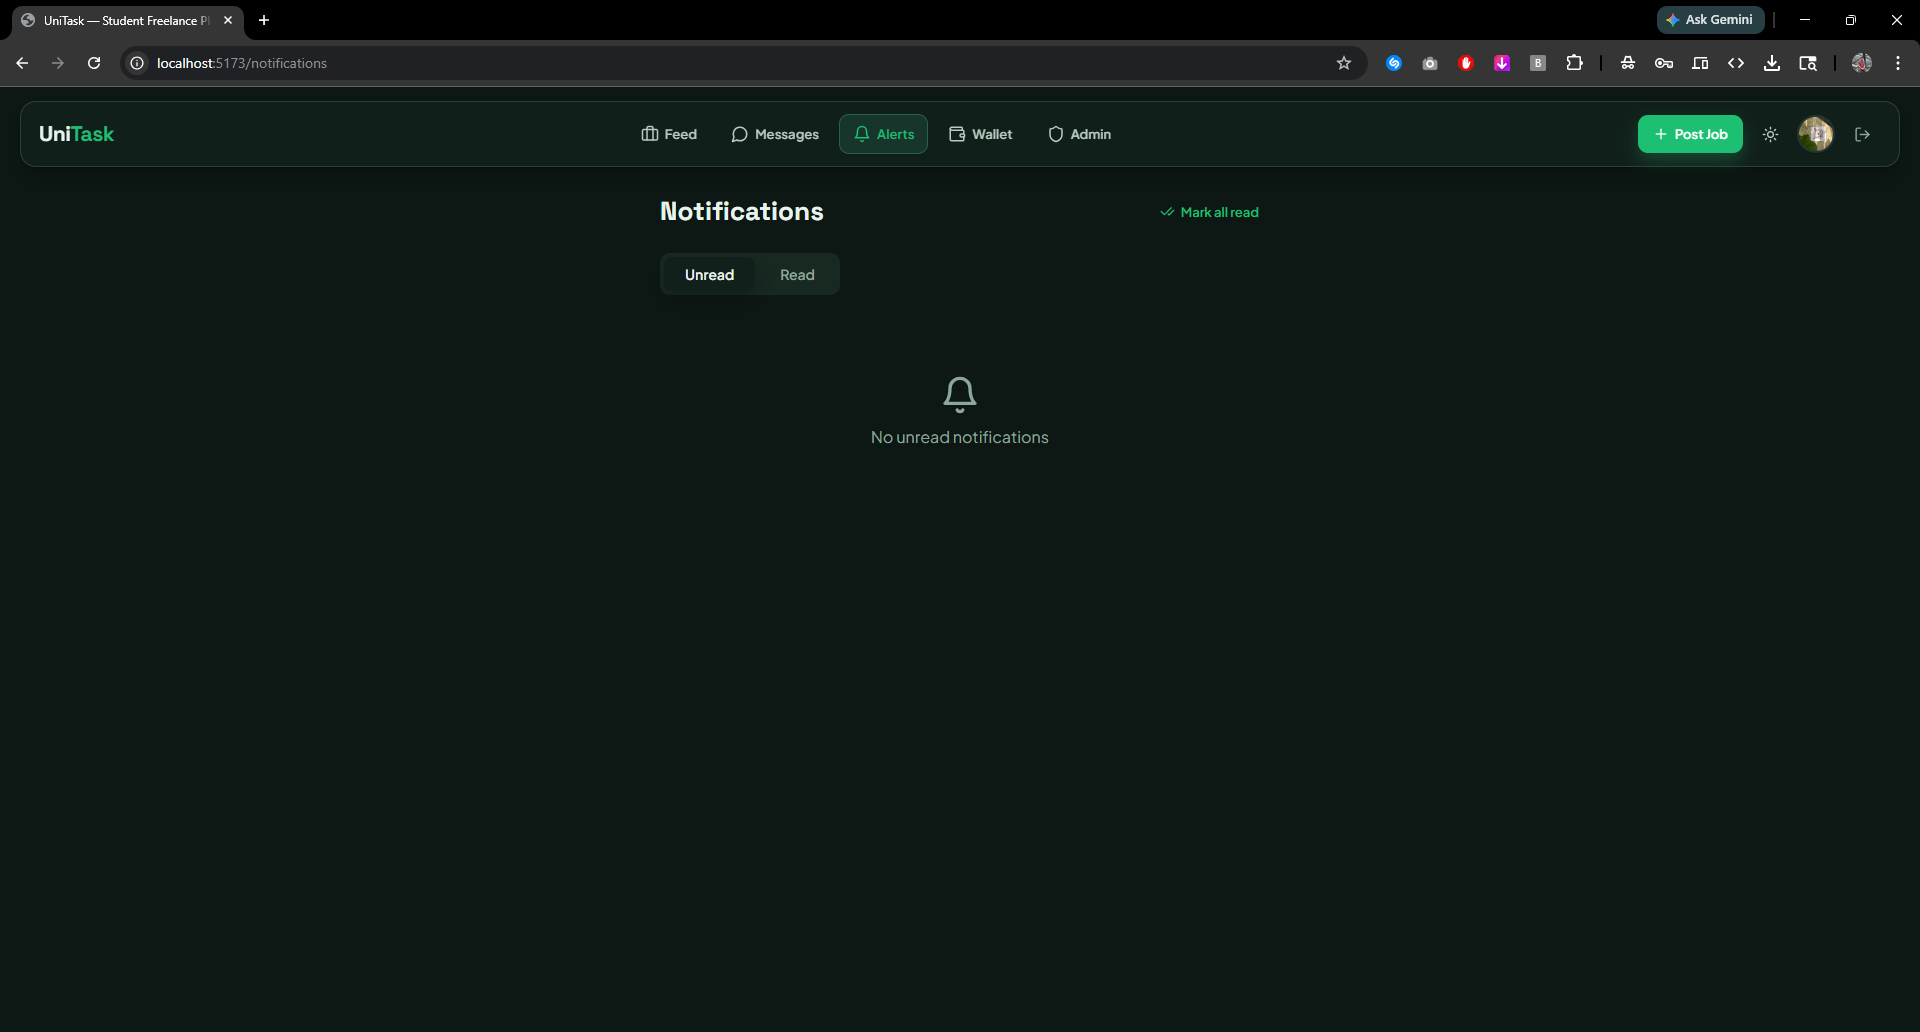 UniTask — Student Freelance Pl
Ask Gemini
localhost:5173/notifications
B
UniTask
Feed
Messages
Alerts
Wallet
Admin
Post Job
Notifications
Mark all read
Unread
Read
No unread notifications